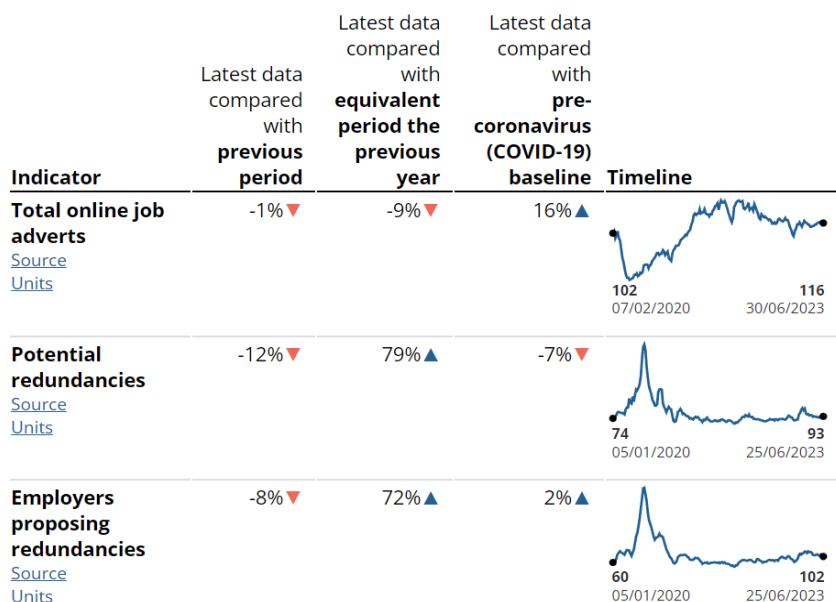 Indicator
Latest data
compared
with
previous
period
Latest data
compared
with
equivalent
period the
previous
year
Latest data
compared
with
pre-
coronavirus
(COVID-19)
baseline
Timeline
Total online job
adverts
Source
Units
-1%▼
-9%▼
16%▲
102
116
07/02/2020
30/06/2023
Potential
redundancies
Source
Units
-12%▼
79%▲
-7%▼
74
93
05/01/2020
25/06/2023
Employers
proposing
redundancies
Source
Units
-8%▼
72%▲
2%▲
60
102
05/01/2020
25/06/2023